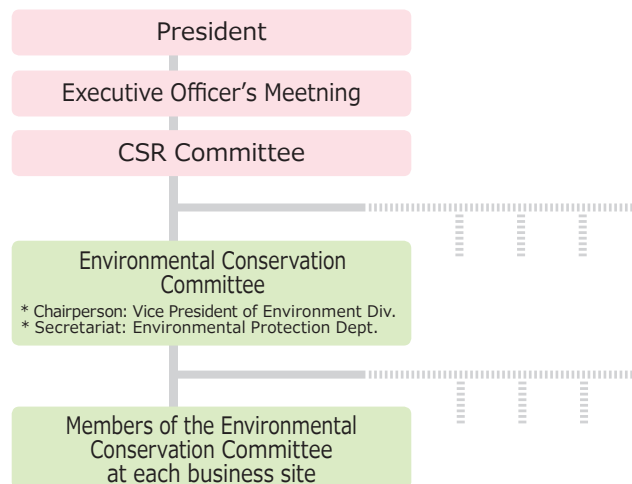 President
Executive Officer’s Meetning
CSR Committee
Environmental Conservation
Committee
* Chairperson: Vice President of Environment Div.
* Secretariat: Environmental Protection Dept.
Members of the Environmental
Conservation Committee
at each business site